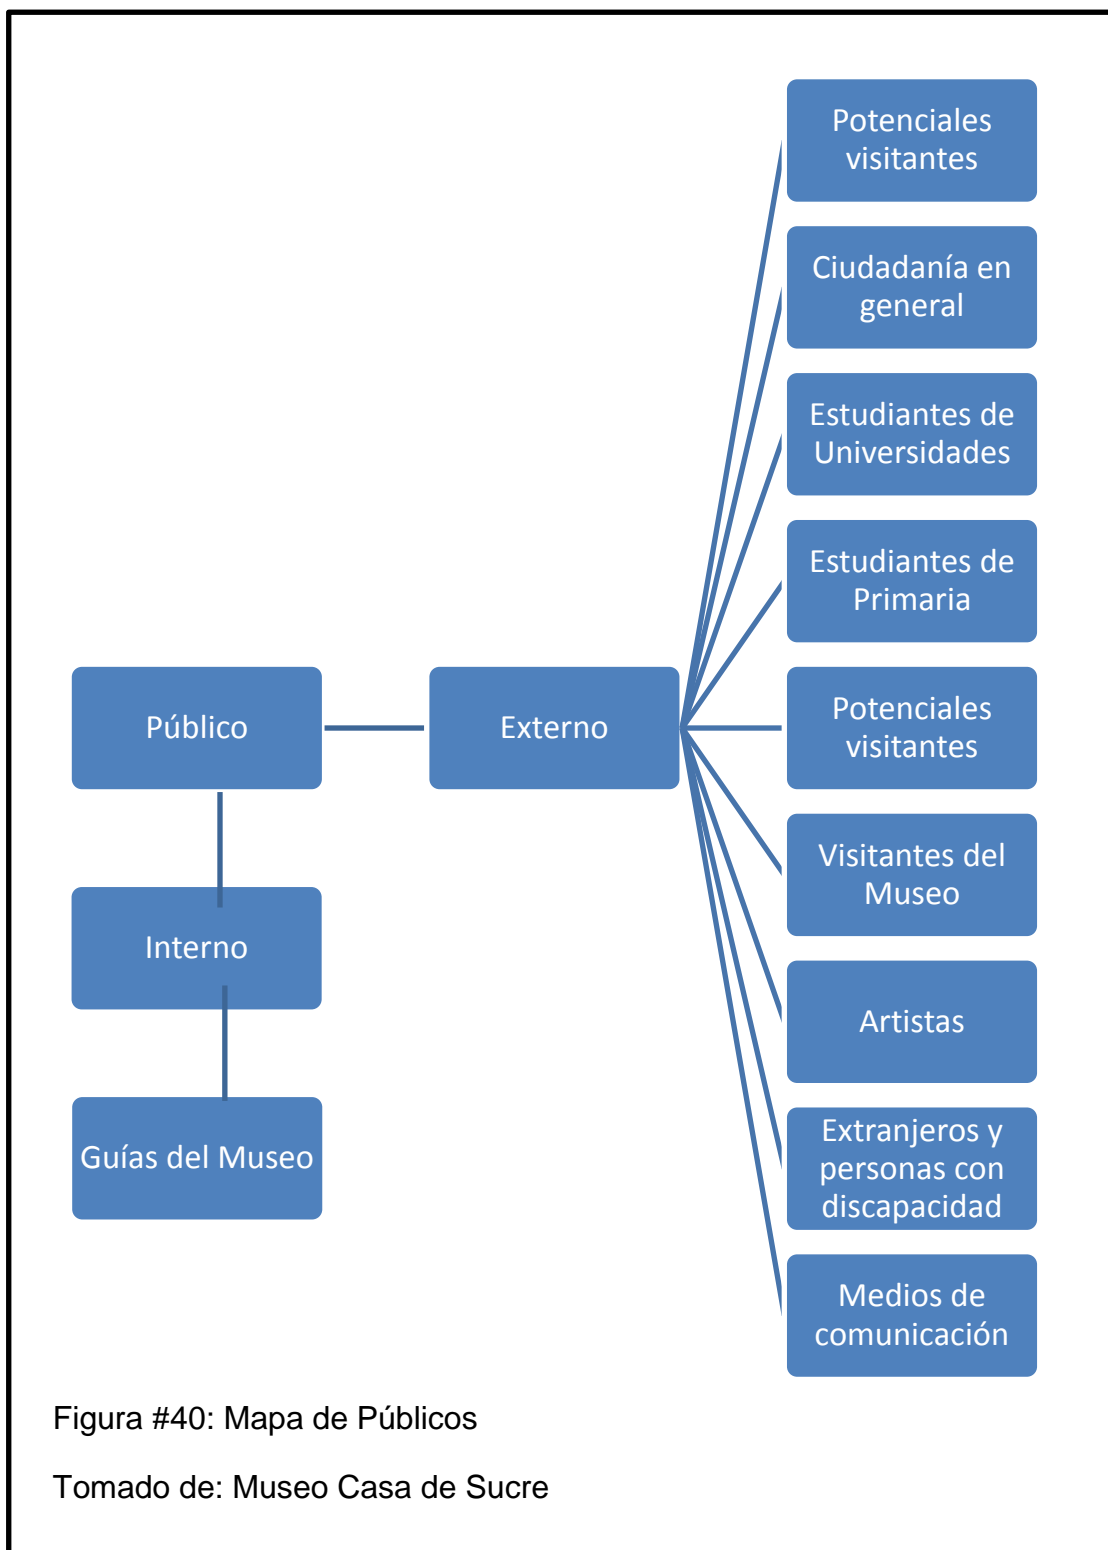 Potenciales
visitantes
Ciudadanía en
general
Estudiantes de
Universidades
Estudiantes de
Primaria
Público
Externo
Potenciales
visitantes
Visitantes del
Museo
Interno
Artistas
Guías del Museo
Extranjeros y
personas con
discapacidad
Medios de
comunicación
Figura #40: Mapa de Públicos
Tomado de: Museo Casa de Sucre